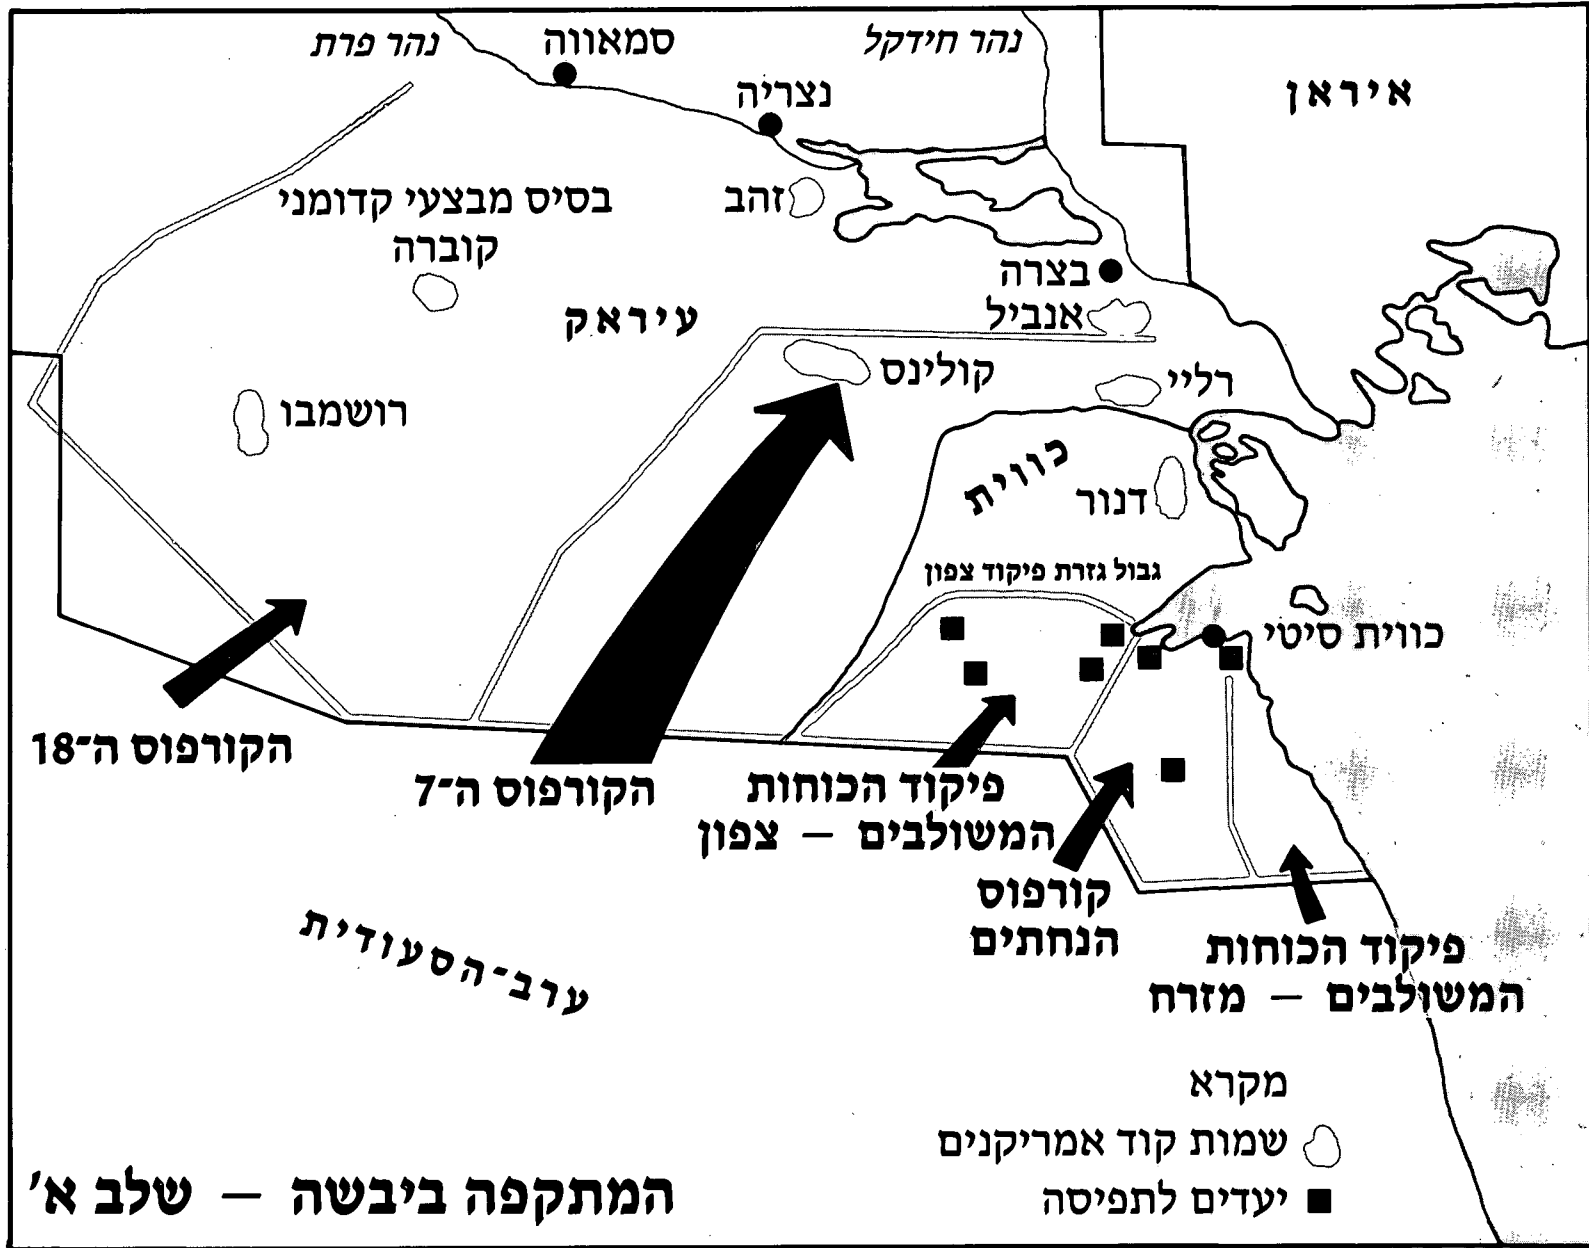 נהר פרת
סמאווה
נהר חידקל
איראן
נצריה
בסיס מבצעי קדומני
קוברה
זהב
בצרה
אנביל
עיראק
קולינס
רליי
רושמבו
כווית
דנור
גבול גזרת פיקוד צפון
כווית סיטי
הקורפוס ה־18
הקורפוס ה־7
פיקוד הכוחות
המשולבים – צפון
קורפוס
הנחתים
פיקוד הכוחות
המשולבים – מזרח
ערב־הסעודית
מקרא
שמות קוד אמריקנים
יעדים לתפיסה
המתקפה ביבשה – שלב א'